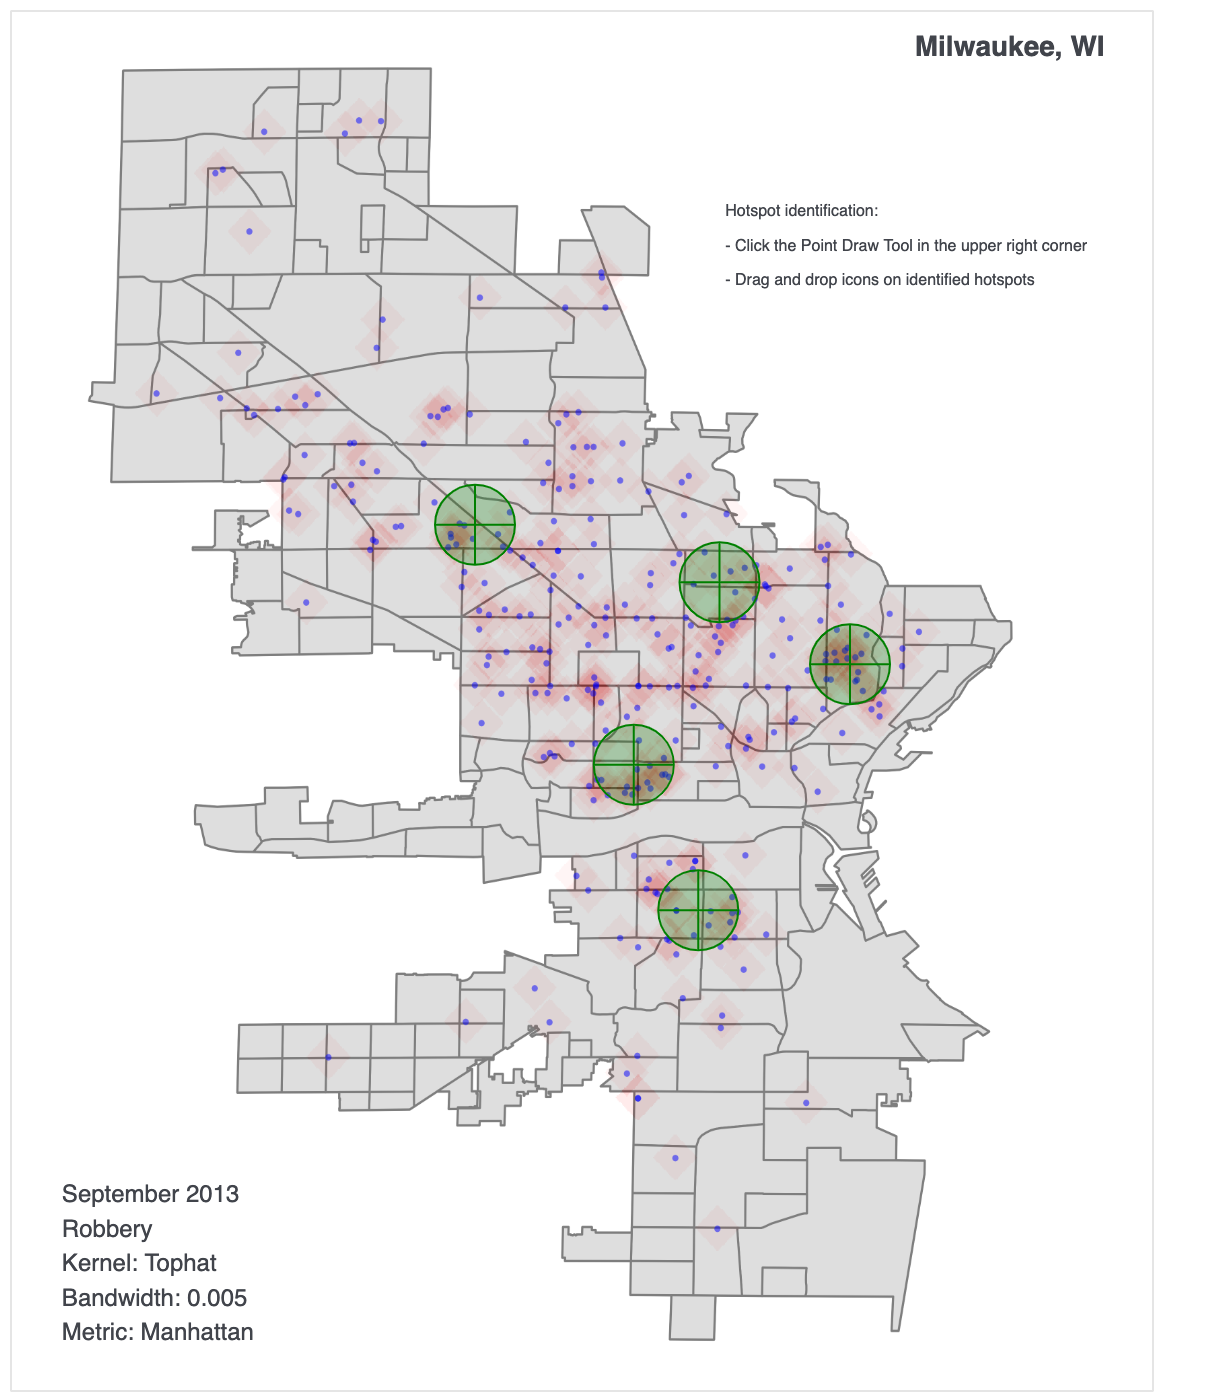 Milwaukee, WI
Hotspot identification:
- Click the Point Draw Tool in the upper right corner
- Drag and drop icons on identified hotspots
September 2013
Robbery
Kernel: Tophat
Bandwidth: 0.005
Metric: Manhattan